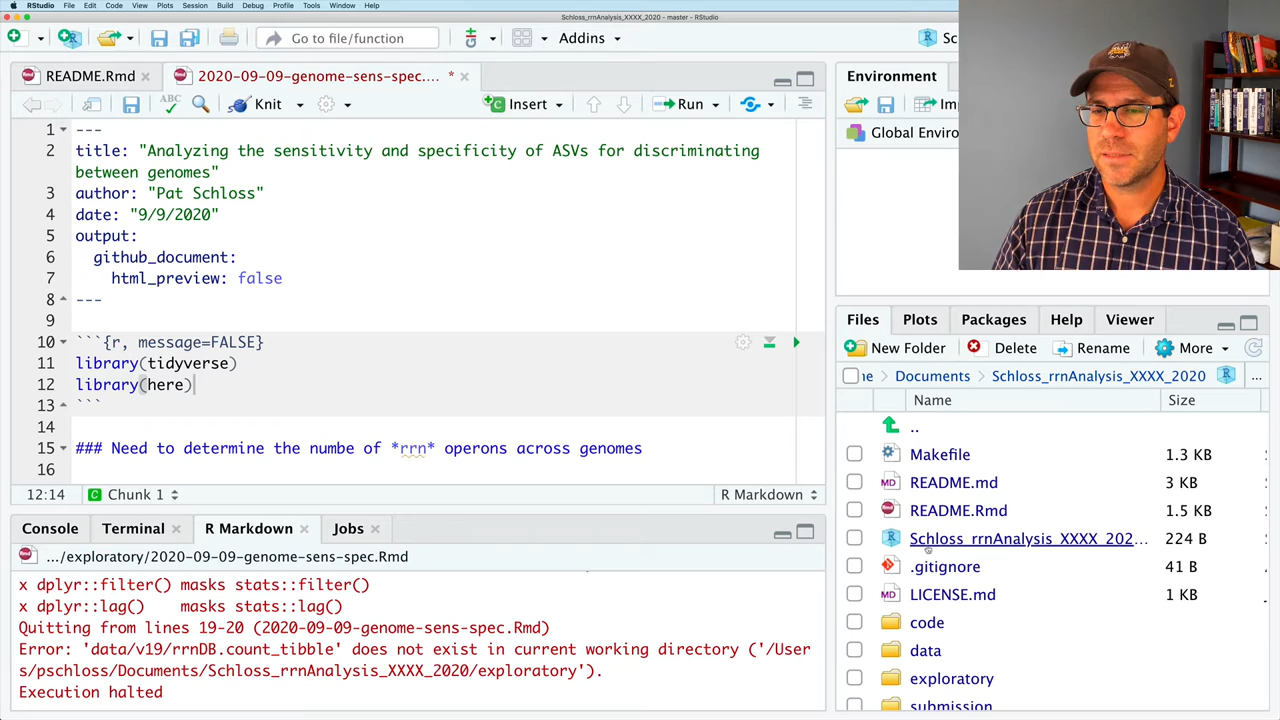 RStudio File Edit Code View Plots Session Build Debug Profile Tools Window Help
Schloss_rrnAnalysis_XXXX_2020 - master - RStudio
Go to file/function Addins Sc
README.Rmd 2020-09-09-genome-sens-spec.... * Environment
ABC Knit Insert Run Im
Global Enviro
1 ---
2 title: "Analyzing the sensitivity and specificity of ASVs for discriminating
between genomes"
3 author: "Pat Schloss"
4 date: "9/9/2020"
5 output:
6 github_document:
7 html_preview: false
8 ---
9
10 ```{r, message=FALSE}
11 library(tidyverse)
12 library(here)
13 ```
14
15 ### Need to determine the numbe of *rrn* operons across genomes
16
12:14 Chunk 1 R Markdown
Console Terminal R Markdown Jobs
.../exploratory/2020-09-09-genome-sens-spec.Rmd
x dplyr::filter() masks stats::filter()
x dplyr::lag() masks stats::lag()
Quitting from lines 19-20 (2020-09-09-genome-sens-spec.Rmd)
Error: 'data/v19/rrnDB.count_tibble' does not exist in current working directory ('/User
s/pschloss/Documents/Schloss_rrnAnalysis_XXXX_2020/exploratory').
Execution halted
Files Plots Packages Help Viewer
New Folder Delete Rename More
me Documents Schloss_rrnAnalysis_XXXX_2020 ...
Name Size
..
Makefile 1.3 KB
README.md 3 KB
README.Rmd 1.5 KB
Schloss_rrnAnalysis_XXXX_202... 224 B
.gitignore 41 B
LICENSE.md 1 KB
code
data
exploratory
submission